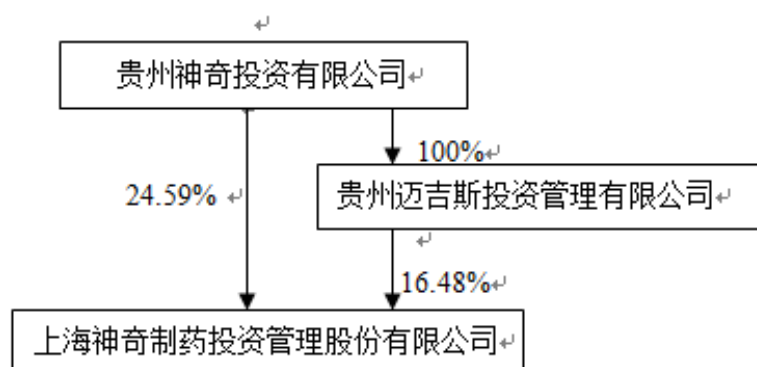 贵州神奇投资有限公司
100%
24.59%
贵州迈吉斯投资管理有限公司
16.48%
上海神奇制药投资管理股份有限公司